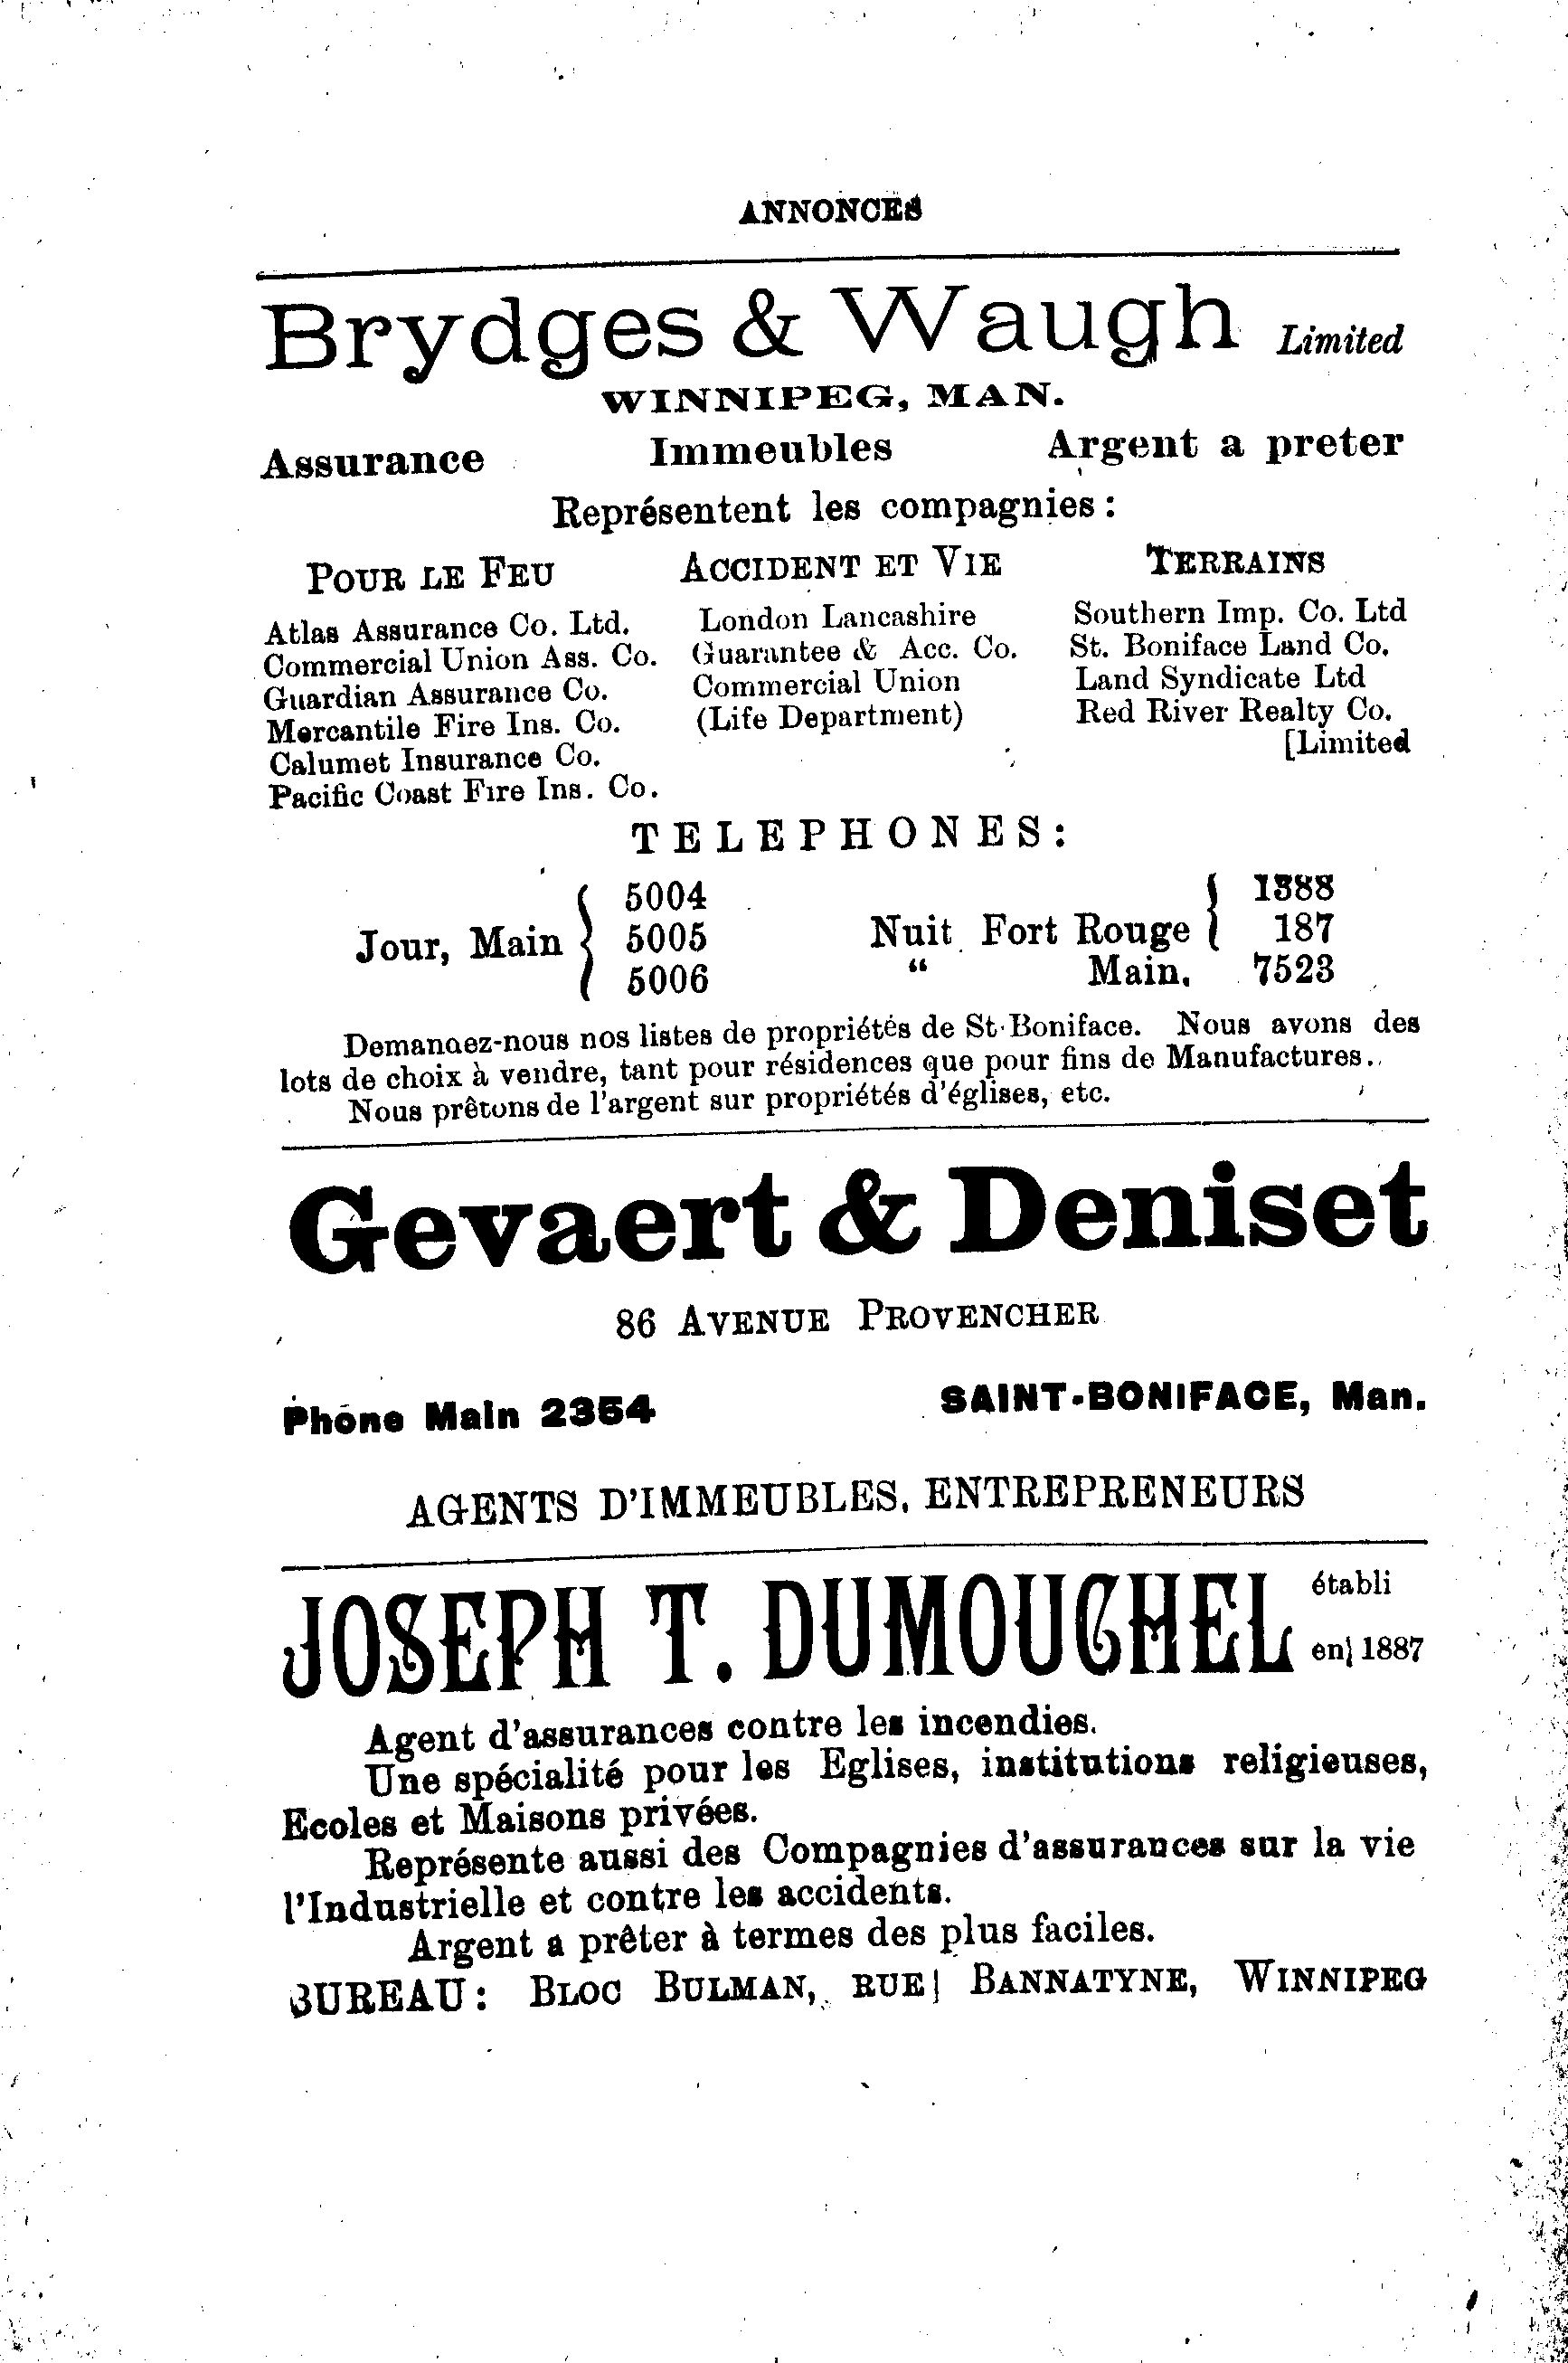 ANNONCES
Brydges & Waugh Limited
WINNIPEG, MAN.
Assurance Immeubles Argent a preter
Représentent les compagnies :
POUR LE FEU ACCIDENT ET VIE TERRAINS
Atlas Assurance Co. Ltd. London Lancashire Southern Imp. Co. Ltd
Commercial Union Ass. Co. Guarantee & Acc. Co. St. Boniface Land Co.
Guardian Assurance Co. Commercial Union Land Syndicate Ltd
Mercantile Fire Ins. Co. (Life Department) Red River Realty Co.
Calumet Insurance Co. [Limited
Pacific Coast Fire Ins. Co.
TELEPHONES:
5004 1388
Jour, Main { 5005 Nuit Fort Rouge { 187
5006 “ Main. 7523
Demandez-nous nos listes de propriétés de St-Boniface. Nous avons des
lots de choix à vendre, tant pour résidences que pour fins de Manufactures..
Nous prêtons de l'argent sur propriétés d'églises, etc.
Gevaert & Deniset
86 AVENUE PROVENCHER
Phone Main 2354 SAINT-BONIFACE, Man.
AGENTS D'IMMEUBLES, ENTREPRENEURS
JOSEPH T. DUMOUCHEL établi
en 1887
Agent d'assurances contre les incendies.
Une spécialité pour les Eglises, institutions religieuses,
Ecoles et Maisons privées.
Représente aussi des Compagnies d'assurances sur la vie
l'Industrielle et contre les accidents.
Argent a prêter à termes des plus faciles.
BUREAU : BLOC BULMAN, RUE BANNATYNE, WINNIPEG